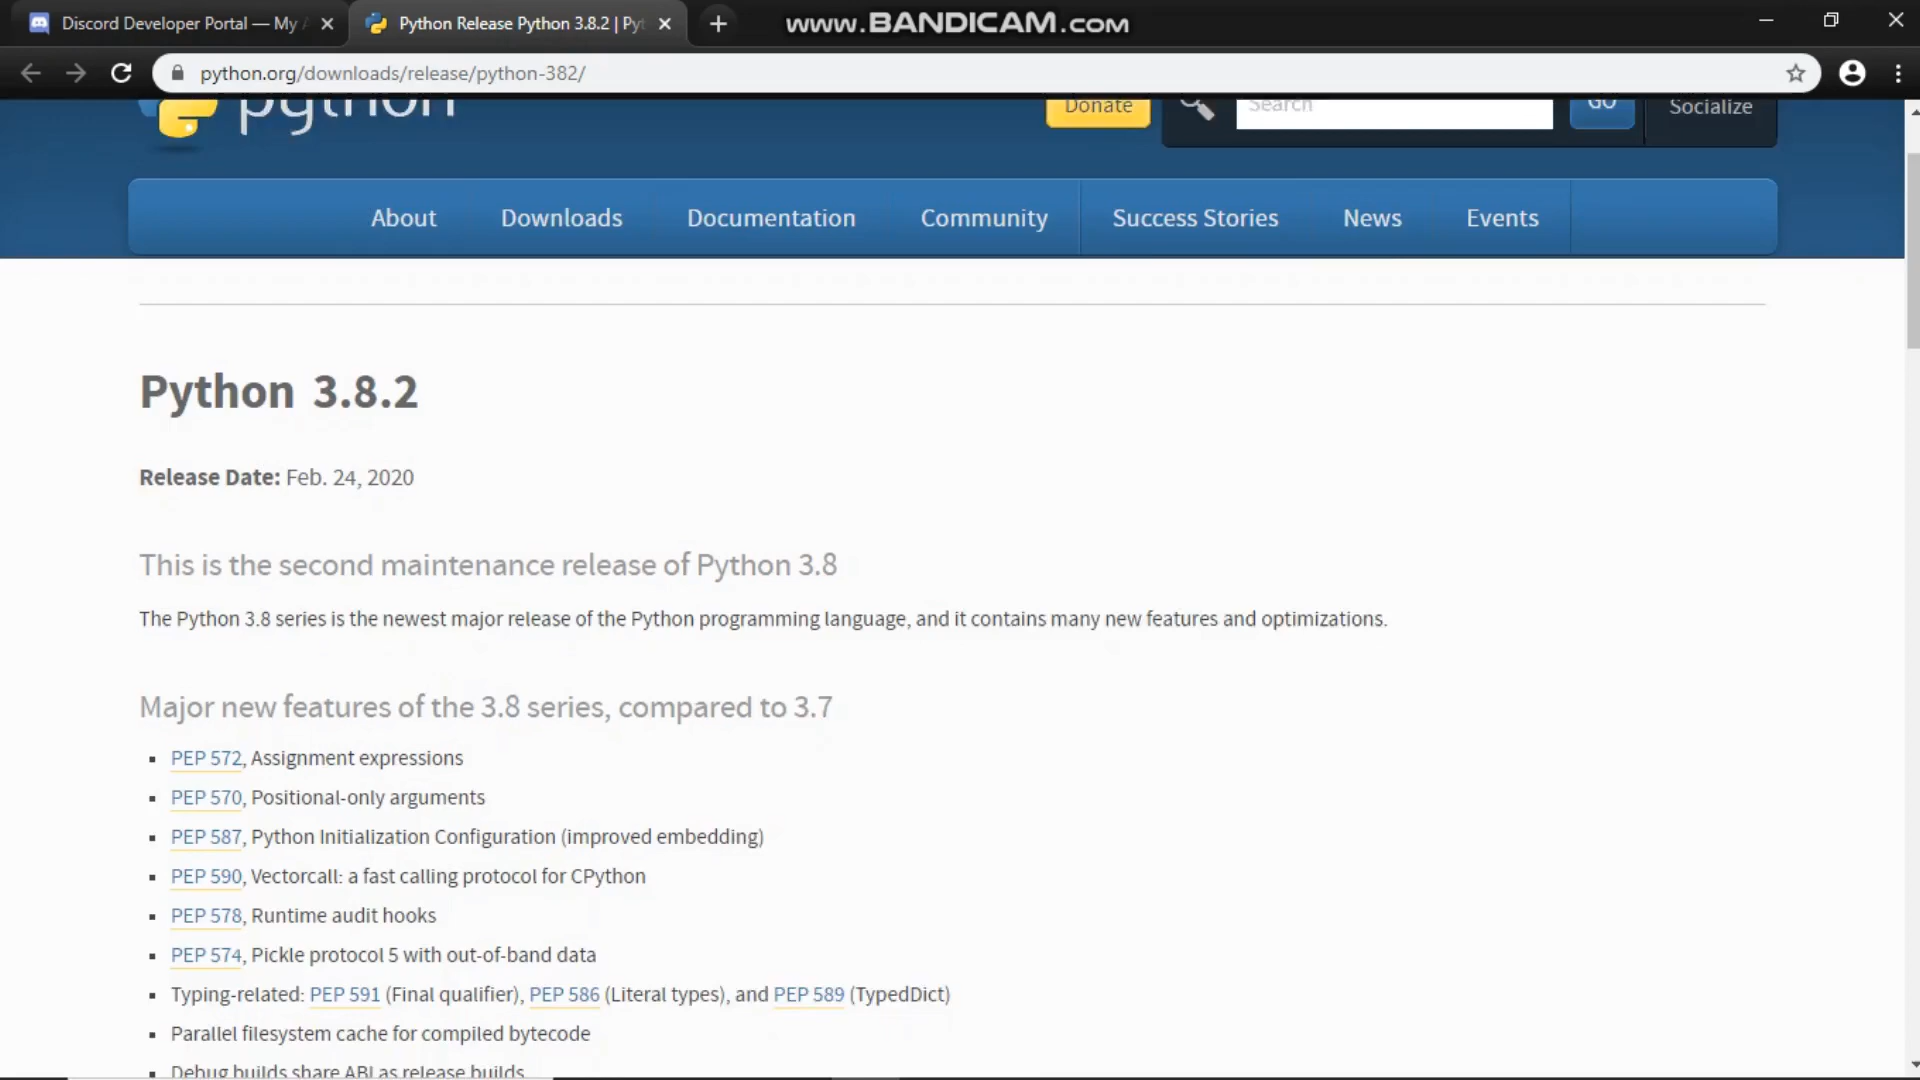 Discord Developer Portal — My
Python Release Python 3.8.2 | Pyt
www.BANDICAM.com
python.org/downloads/release/python-382/
python
Donate
Search
GO
Socialize
About
Downloads
Documentation
Community
Success Stories
News
Events
Python 3.8.2
Release Date: Feb. 24, 2020
This is the second maintenance release of Python 3.8
The Python 3.8 series is the newest major release of the Python programming language, and it contains many new features and optimizations.
Major new features of the 3.8 series, compared to 3.7
PEP 572, Assignment expressions
PEP 570, Positional-only arguments
PEP 587, Python Initialization Configuration (improved embedding)
PEP 590, Vectorcall: a fast calling protocol for CPython
PEP 578, Runtime audit hooks
PEP 574, Pickle protocol 5 with out-of-band data
Typing-related: PEP 591 (Final qualifier), PEP 586 (Literal types), and PEP 589 (TypedDict)
Parallel filesystem cache for compiled bytecode
Debug builds share ABI as release builds